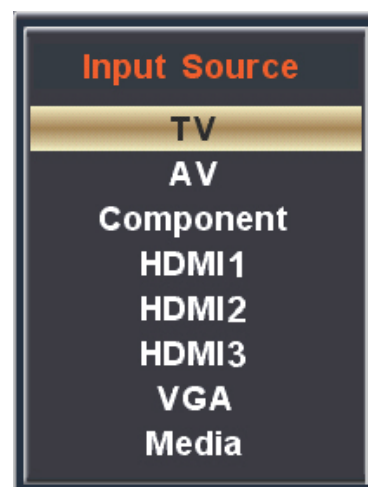 Input Source
TV
AV
Component
HDMI1
HDMI2
HDMI3
VGA
Media